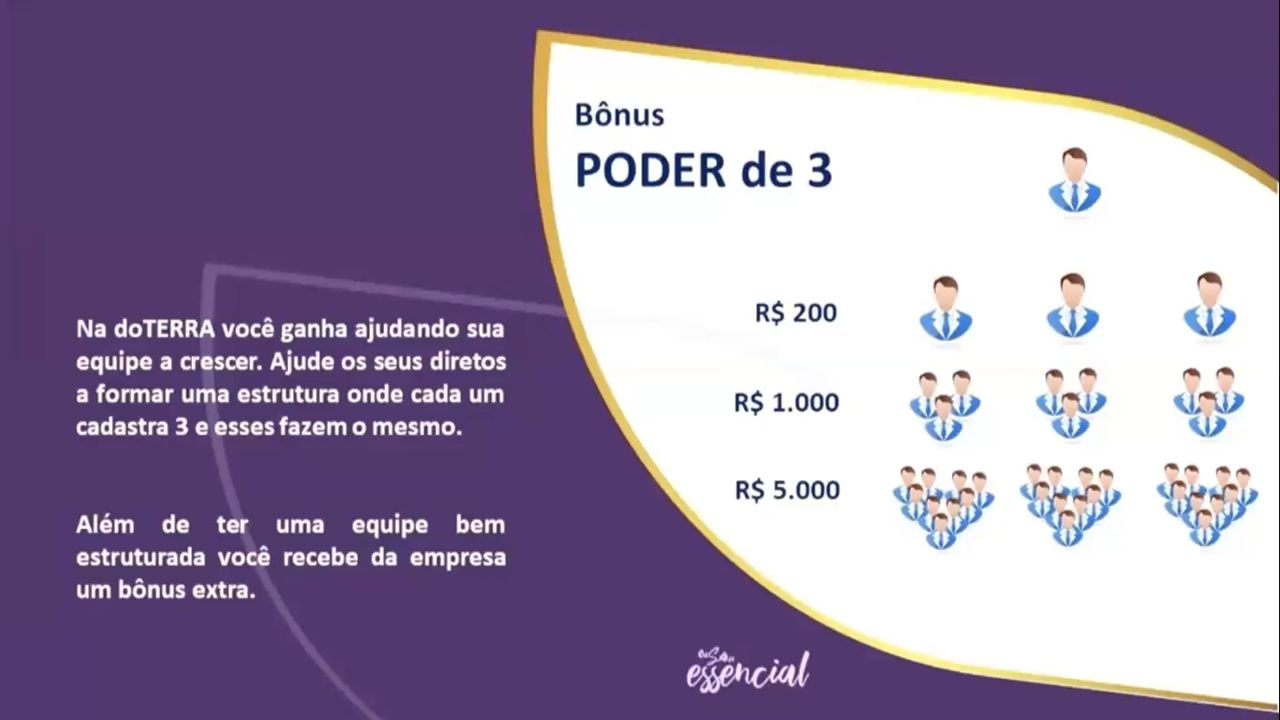 Bônus
PODER de 3
R$ 200
R$ 1.000
R$ 5.000
Na doTERRA você ganha ajudando sua
equipe a crescer. Ajude os seus diretos
a formar uma estrutura onde cada um
cadastra 3 e esses fazem o mesmo.
Além de ter uma equipe bem
estruturada você recebe da empresa
um bônus extra.
essencial